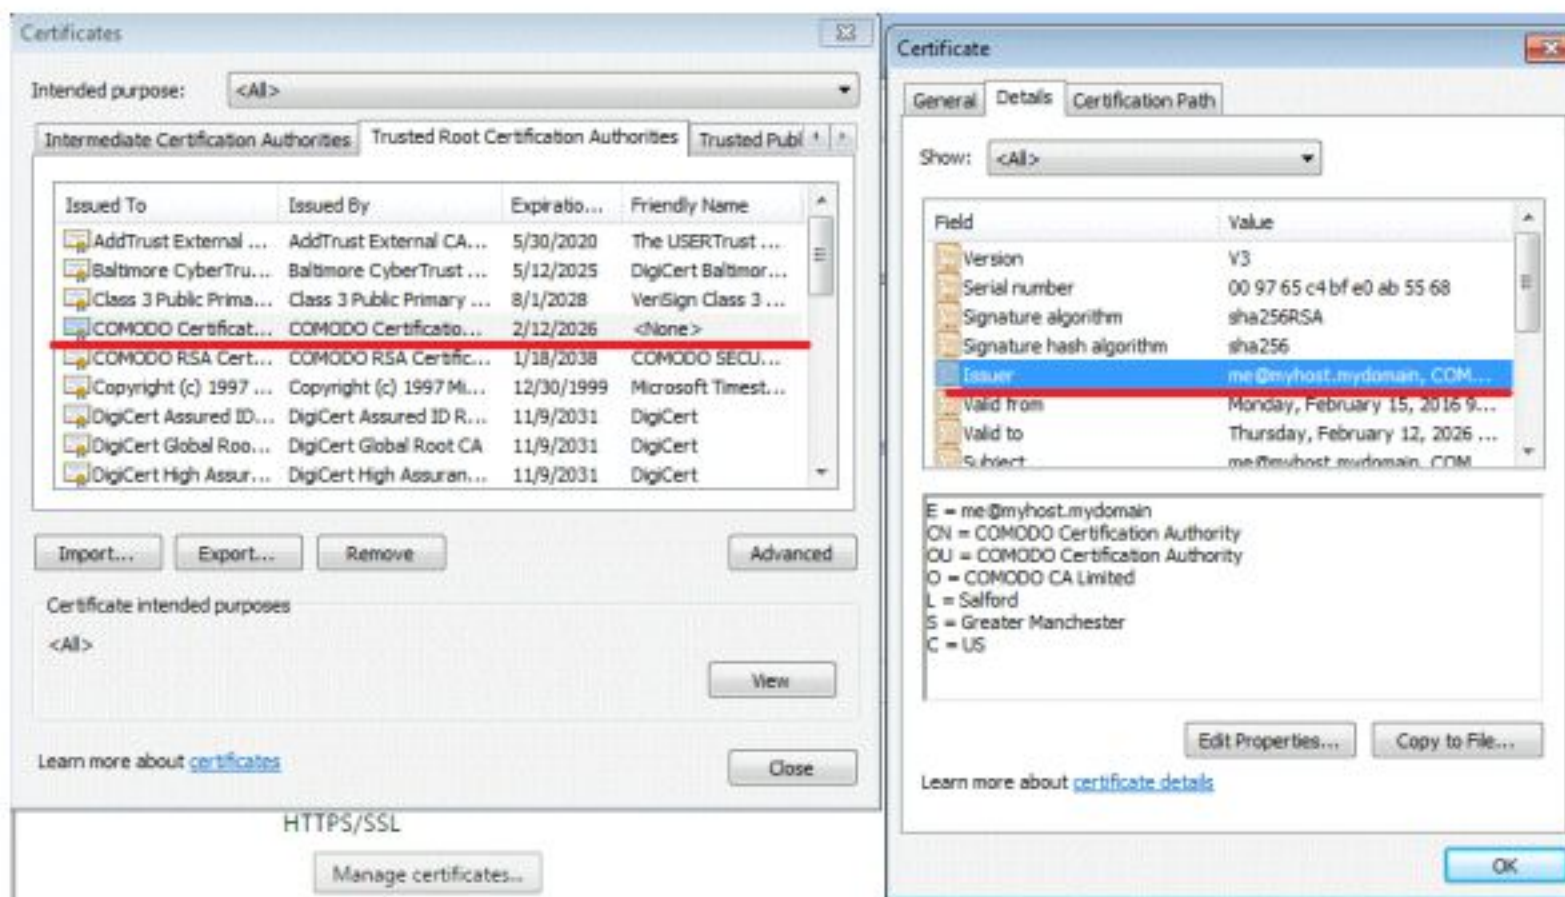 Certificates
Intended purpose: <All>
Intermediate Certification Authorities Trusted Root Certification Authorities Trusted Publ
Issued To Issued By Expiratio... Friendly Name
AddTrust External ... AddTrust External CA... 5/30/2020 The USERTrust ...
Baltimore CyberTru... Baltimore CyberTrust ... 5/12/2025 DigiCert Baltimor...
Class 3 Public Prima... Class 3 Public Primary ... 8/1/2028 VeriSign Class 3 ...
COMODO Certificat... COMODO Certificatio... 2/12/2026 <None>
COMODO RSA Cert... COMODO RSA Certific... 1/18/2038 COMODO SECU...
Copyright (c) 1997 ... Copyright (c) 1997 Mi... 12/30/1999 Microsoft Timest...
DigiCert Assured ID... DigiCert Assured ID R... 11/9/2031 DigiCert
DigiCert Global Roo... DigiCert Global Root CA 11/9/2031 DigiCert
DigiCert High Assur... DigiCert High Assuran... 11/9/2031 DigiCert
Import... Export... Remove Advanced
Certificate intended purposes
<All>
View
Learn more about certificates
Close
HTTPS/SSL
Manage certificates...
Certificate
General Details Certification Path
Show: <All>
Field Value
Version V3
Serial number 00 97 65 c4 bf e0 ab 55 68
Signature algorithm sha256RSA
Signature hash algorithm sha256
Issuer me@myhost.mydomain, COM...
Valid from Monday, February 15, 2016 9...
Valid to Thursday, February 12, 2026 ...
Subject me@myhost.mydomain, COM
E = me@myhost.mydomain
CN = COMODO Certification Authority
OU = COMODO Certification Authority
O = COMODO CA Limited
L = Salford
S = Greater Manchester
C = US
Edit Properties... Copy to File...
Learn more about certificate details
OK